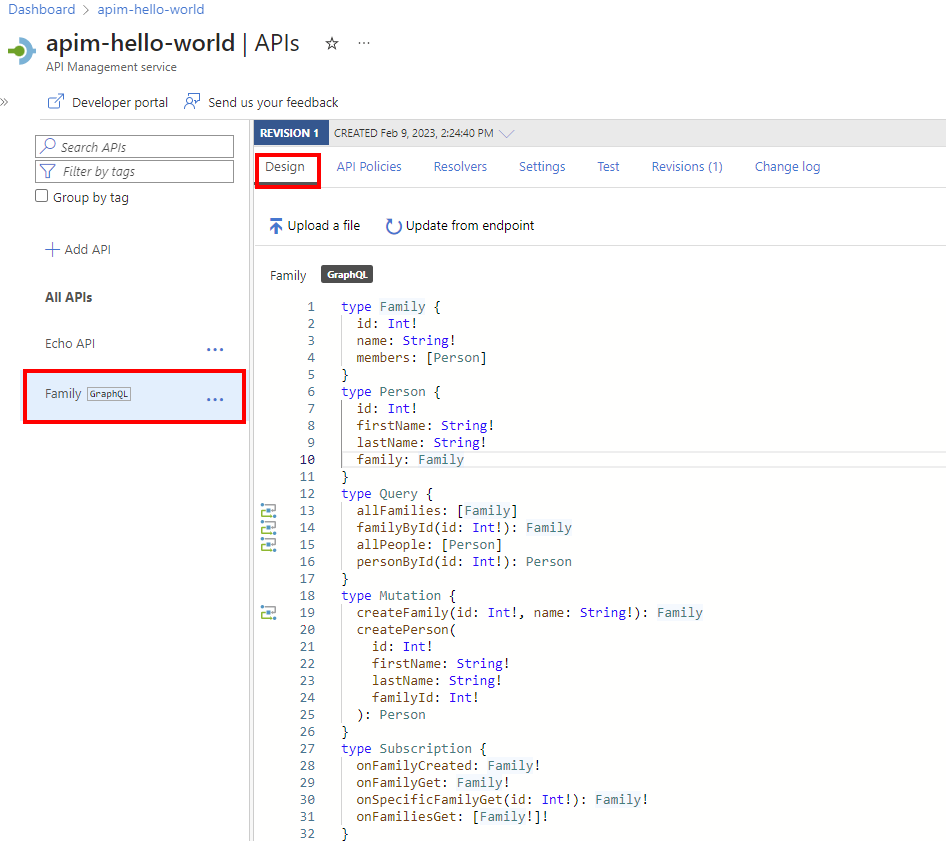 Dashboard > apim-hello-world
apim-hello-world | APIs ☆ ...
API Management service
» Developer portal Send us your feedback
Search APIs
Filter by tags
Group by tag
+ Add API
All APIs
Echo API ...
Family GraphQL ...
REVISION 1 CREATED Feb 9, 2023, 2:24:40 PM
Design API Policies Resolvers Settings Test Revisions (1) Change log
Upload a file Update from endpoint
Family GraphQL
1 type Family {
2 id: Int!
3 name: String!
4 members: [Person]
5 }
6 type Person {
7 id: Int!
8 firstName: String!
9 lastName: String!
10 family: Family
11 }
12 type Query {
13 allFamilies: [Family]
14 familyById(id: Int!): Family
15 allPeople: [Person]
16 personById(id: Int!): Person
17 }
18 type Mutation {
19 createFamily(id: Int!, name: String!): Family
20 createPerson(
21 id: Int!
22 firstName: String!
23 lastName: String!
24 familyId: Int!
25 ): Person
26 }
27 type Subscription {
28 onFamilyCreated: Family!
29 onFamilyGet: Family!
30 onSpecificFamilyGet(id: Int!): Family!
31 onFamiliesGet: [Family!]!
32 }